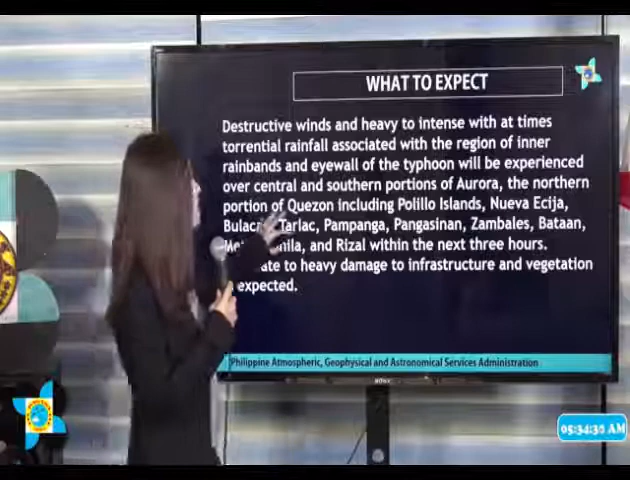 WHAT TO EXPECT
Destructive winds and heavy to intense with at times
torrential rainfall associated with the region of inner
rainbands and eyewall of the typhoon will be experienced
over central and southern portions of Aurora, the northern
portion of Quezon including Polillo Islands, Nueva Ecija,
Tarlac, Pampanga, Pangasinan, Zambales, Bataan,
and Rizal within the next three hours.
to heavy damage to infrastructure and vegetation
expected.
Philippine Atmospheric, Geophysical and Astronomical Services Administration
05:34:30 AM